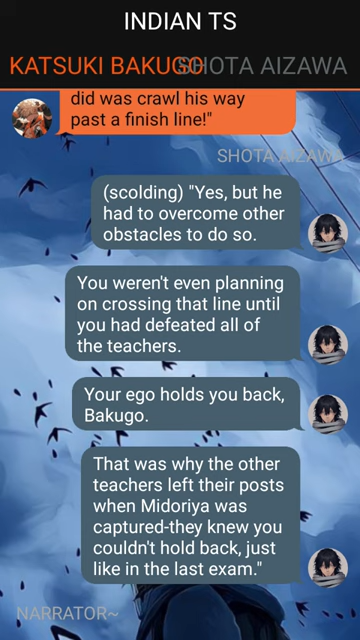 INDIAN TS
KATSUKI BAKUGO SHOTA AIZAWA
did was crawl his way
past a finish line!"
SHOTA AIZAWA
(scolding) "Yes, but he
had to overcome other
obstacles to do so.
You weren't even planning
on crossing that line until
you had defeated all of
the teachers.
Your ego holds you back,
Bakugo.
That was why the other
teachers left their posts
when Midoriya was
captured-they knew you
couldn't hold back, just
like in the last exam."
NARRATOR~